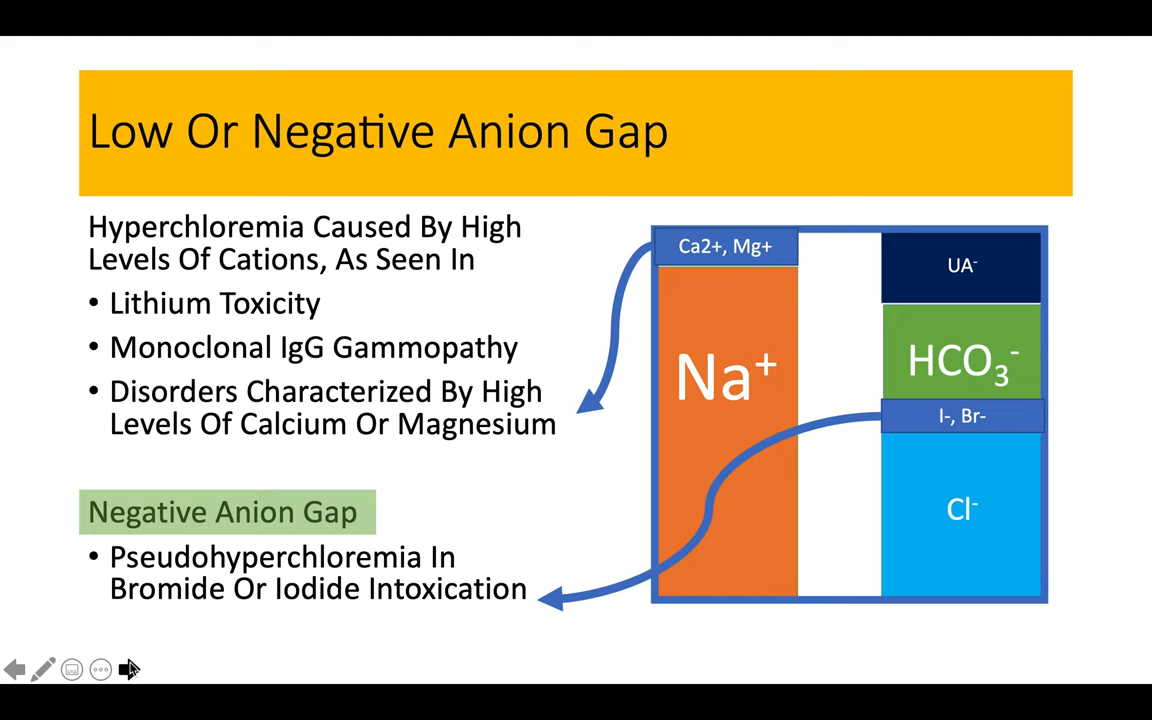 Low Or Negative Anion Gap
Hyperchloremia Caused By High
Levels Of Cations, As Seen In
• Lithium Toxicity
• Monoclonal IgG Gammopathy
• Disorders Characterized By High
Levels Of Calcium Or Magnesium
Negative Anion Gap
• Pseudohyperchloremia In
Bromide Or Iodide Intoxication
Ca2+, Mg+
Na⁺
UA⁻
HCO₃⁻
I-, Br-
Cl⁻